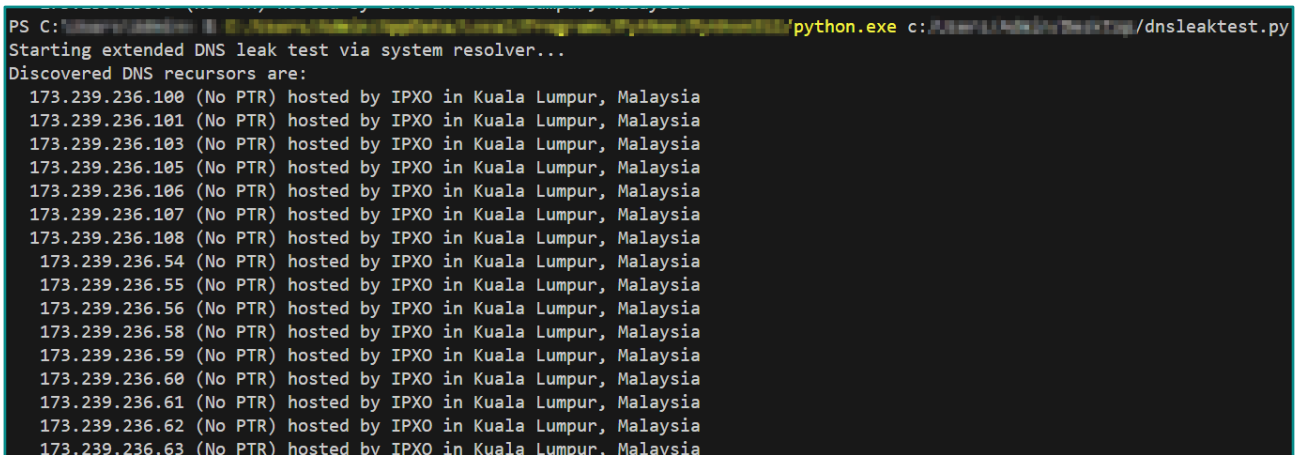 PS C: python.exe c: /dnsleaktest.py
Starting extended DNS leak test via system resolver...
Discovered DNS recursors are:
173.239.236.100 (No PTR) hosted by IPXO in Kuala Lumpur, Malaysia
173.239.236.101 (No PTR) hosted by IPXO in Kuala Lumpur, Malaysia
173.239.236.103 (No PTR) hosted by IPXO in Kuala Lumpur, Malaysia
173.239.236.105 (No PTR) hosted by IPXO in Kuala Lumpur, Malaysia
173.239.236.106 (No PTR) hosted by IPXO in Kuala Lumpur, Malaysia
173.239.236.107 (No PTR) hosted by IPXO in Kuala Lumpur, Malaysia
173.239.236.108 (No PTR) hosted by IPXO in Kuala Lumpur, Malaysia
173.239.236.54 (No PTR) hosted by IPXO in Kuala Lumpur, Malaysia
173.239.236.55 (No PTR) hosted by IPXO in Kuala Lumpur, Malaysia
173.239.236.56 (No PTR) hosted by IPXO in Kuala Lumpur, Malaysia
173.239.236.58 (No PTR) hosted by IPXO in Kuala Lumpur, Malaysia
173.239.236.59 (No PTR) hosted by IPXO in Kuala Lumpur, Malaysia
173.239.236.60 (No PTR) hosted by IPXO in Kuala Lumpur, Malaysia
173.239.236.61 (No PTR) hosted by IPXO in Kuala Lumpur, Malaysia
173.239.236.62 (No PTR) hosted by IPXO in Kuala Lumpur, Malaysia
173.239.236.63 (No PTR) hosted by IPXO in Kuala Lumpur, Malaysia